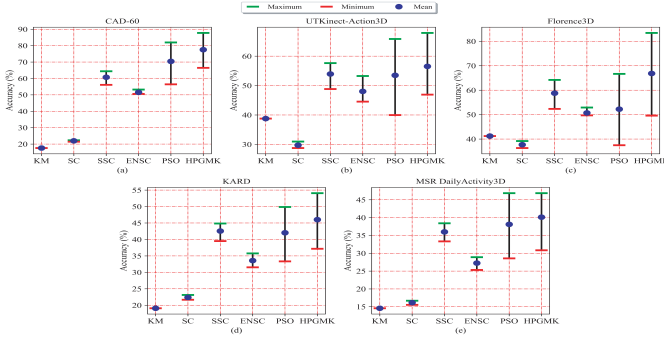 Maximum Minimum Mean
CAD-60
90
80
70
60
50
40
30
20
Accuracy (%)
KM SC SSC ENSC PSO HPGMK
(a)
UTKinect-Action3D
60
50
40
30
Accuracy (%)
KM SC SSC ENSC PSO HPGMK
(b)
Florence3D
80
70
60
50
40
Accuracy (%)
KM SC SSC ENSC PSO HPGMK
(c)
KARD
55
50
45
40
35
30
25
20
Accuracy (%)
KM SC SSC ENSC PSO HPGMK
(d)
MSR DailyActivity3D
45
40
35
30
25
20
15
Accuracy (%)
KM SC SSC ENSC PSO HPGMK
(e)